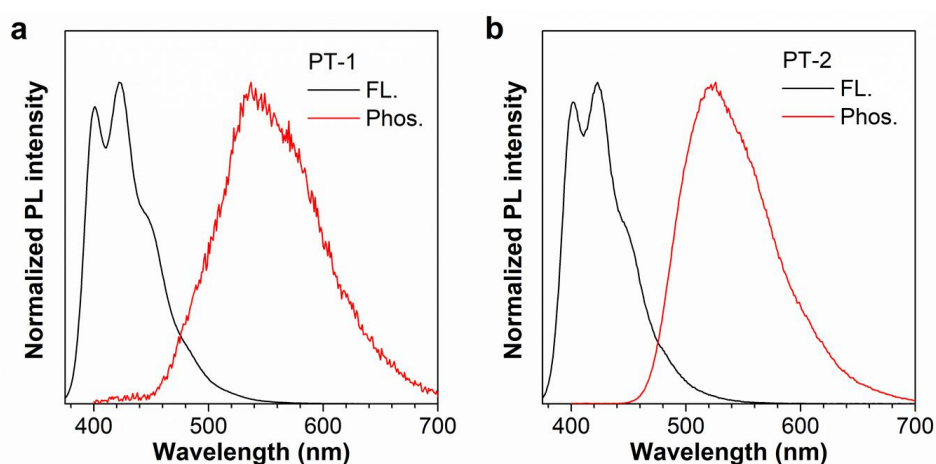 a
PT-1
FL.
Phos.
Normalized PL intensity
400 500 600 700
Wavelength (nm)
b
PT-2
FL.
Phos.
Normalized PL intensity
400 500 600 700
Wavelength (nm)